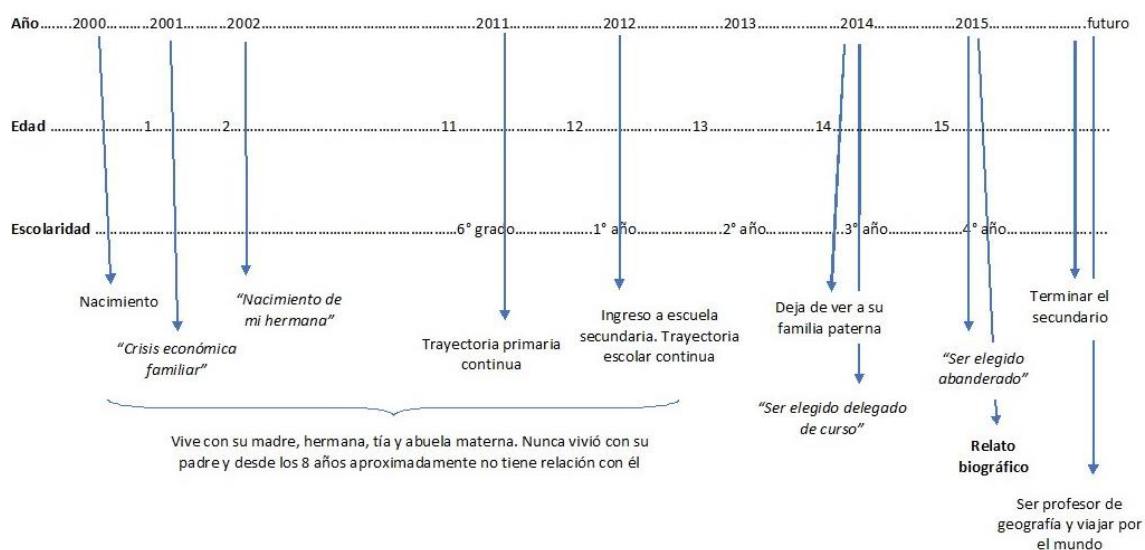 Año ....... 2000 ....... 2001 ....... 2002 ....... 2011 ....... 2012 ....... 2013 ....... 2014 ....... 2015 ....... futuro
Edad ....... 1 ....... 2 ....... 11 ....... 12 ....... 13 ....... 14 ....... 15 .......
Escolaridad ....... 6° grado ....... 1° año ....... 2° año ....... 3° año ....... 4° año .......
Nacimiento
“Crisis económica
familiar”
“Nacimiento de
mi hermana”
Trayectoria primaria
continua
Ingreso a escuela
secundaria. Trayectoria
escolar continua
Deja de ver a su
familia paterna
“Ser elegido delegado
de curso”
“Ser elegido
abanderado”
Relato
biográfico
Terminar el
secundario
Ser profesor de
geografía y viajar por
el mundo
Vive con su madre, hermana, tía y abuela materna. Nunca vivió con su
padre y desde los 8 años aproximadamente no tiene relación con él